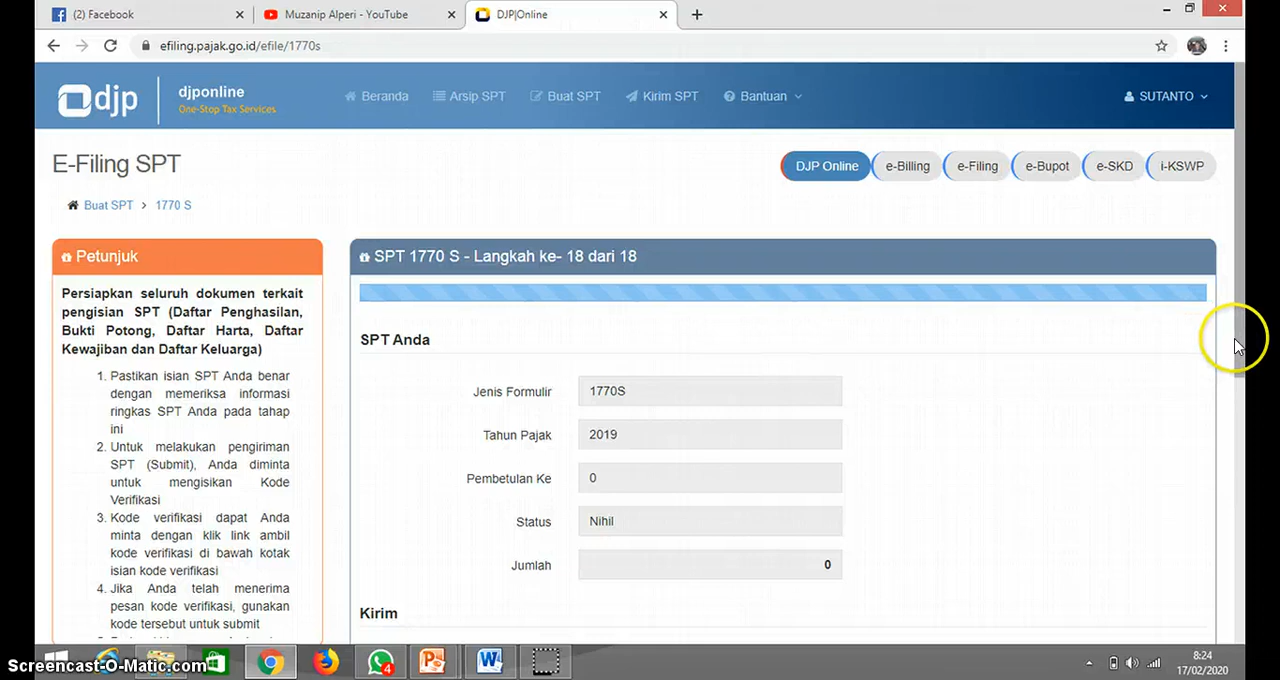 (2) Facebook
Muzanip Alperi - YouTube
DJP|Online
efiling.pajak.go.id/efile/1770s
djp
djponline
One-Stop Tax Services
Beranda
Arsip SPT
Buat SPT
Kirim SPT
Bantuan
SUTANTO
E-Filing SPT
DJP Online
e-Billing
e-Filing
e-Bupot
e-SKD
i-KSWP
Buat SPT > 1770 S
Petunjuk
Persiapkan seluruh dokumen terkait
pengisian SPT (Daftar Penghasilan,
Bukti Potong, Daftar Harta, Daftar
Kewajiban dan Daftar Keluarga)
1. Pastikan isian SPT Anda benar
dengan memeriksa informasi
ringkas SPT Anda pada tahap
ini
2. Untuk melakukan pengiriman
SPT (Submit), Anda diminta
untuk mengisikan Kode
Verifikasi
3. Kode verifikasi dapat Anda
minta dengan klik link ambil
kode verifikasi di bawah kotak
isian kode verifikasi
4. Jika Anda telah menerima
pesan kode verifikasi, gunakan
kode tersebut untuk submit
SPT 1770 S - Langkah ke- 18 dari 18
SPT Anda
Jenis Formulir 1770S
Tahun Pajak 2019
Pembetulan Ke 0
Status Nihil
Jumlah 0
Kirim
4
8:24
17/02/2020
Screencast-O-Matic.com